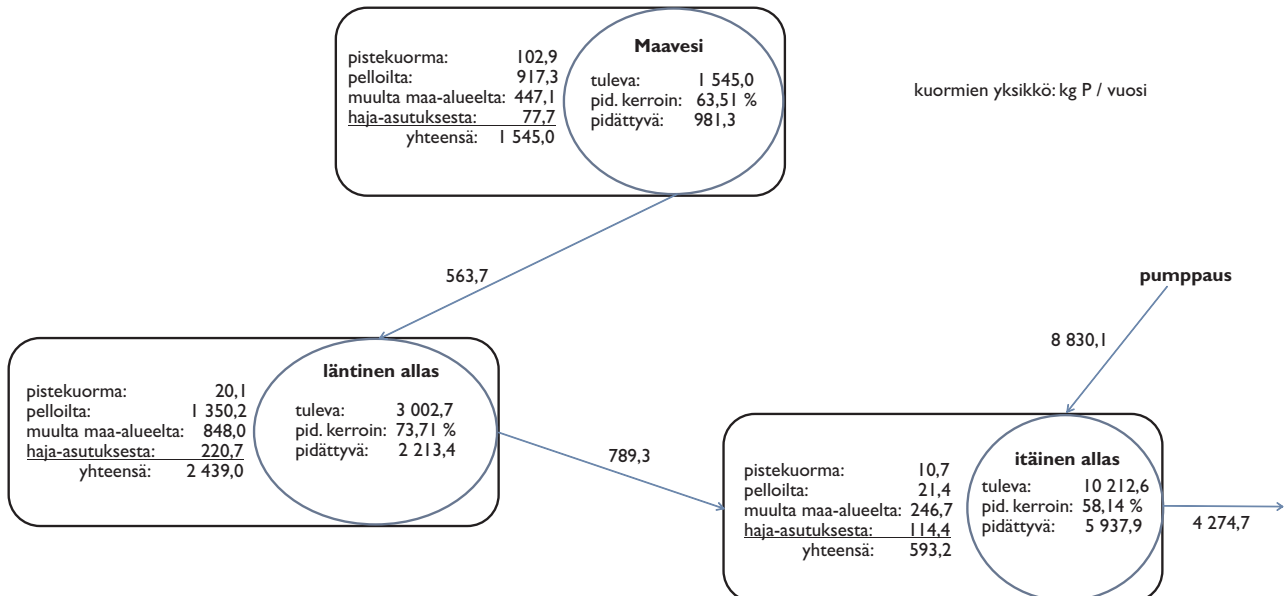 Maavesi
pistekuorma: 102,9
pelloilta: 917,3
muulta maa-alueelta: 447,1
haja-asutuksesta: 77,7
yhteensä: 1 545,0
tuleva: 1 545,0
pid. kerroin: 63,51 %
pidättyvä: 981,3
kuormien yksikkö: kg P / vuosi
563,7
pumppaus
8 830,1
läntinen allas
pistekuorma: 20,1
pelloilta: 1 350,2
muulta maa-alueelta: 848,0
haja-asutuksesta: 220,7
yhteensä: 2 439,0
tuleva: 3 002,7
pid. kerroin: 73,71 %
pidättyvä: 2 213,4
789,3
itäinen allas
pistekuorma: 10,7
pelloilta: 21,4
muulta maa-alueelta: 246,7
haja-asutuksesta: 114,4
yhteensä: 593,2
tuleva: 10 212,6
pid. kerroin: 58,14 %
pidättyvä: 5 937,9
4 274,7